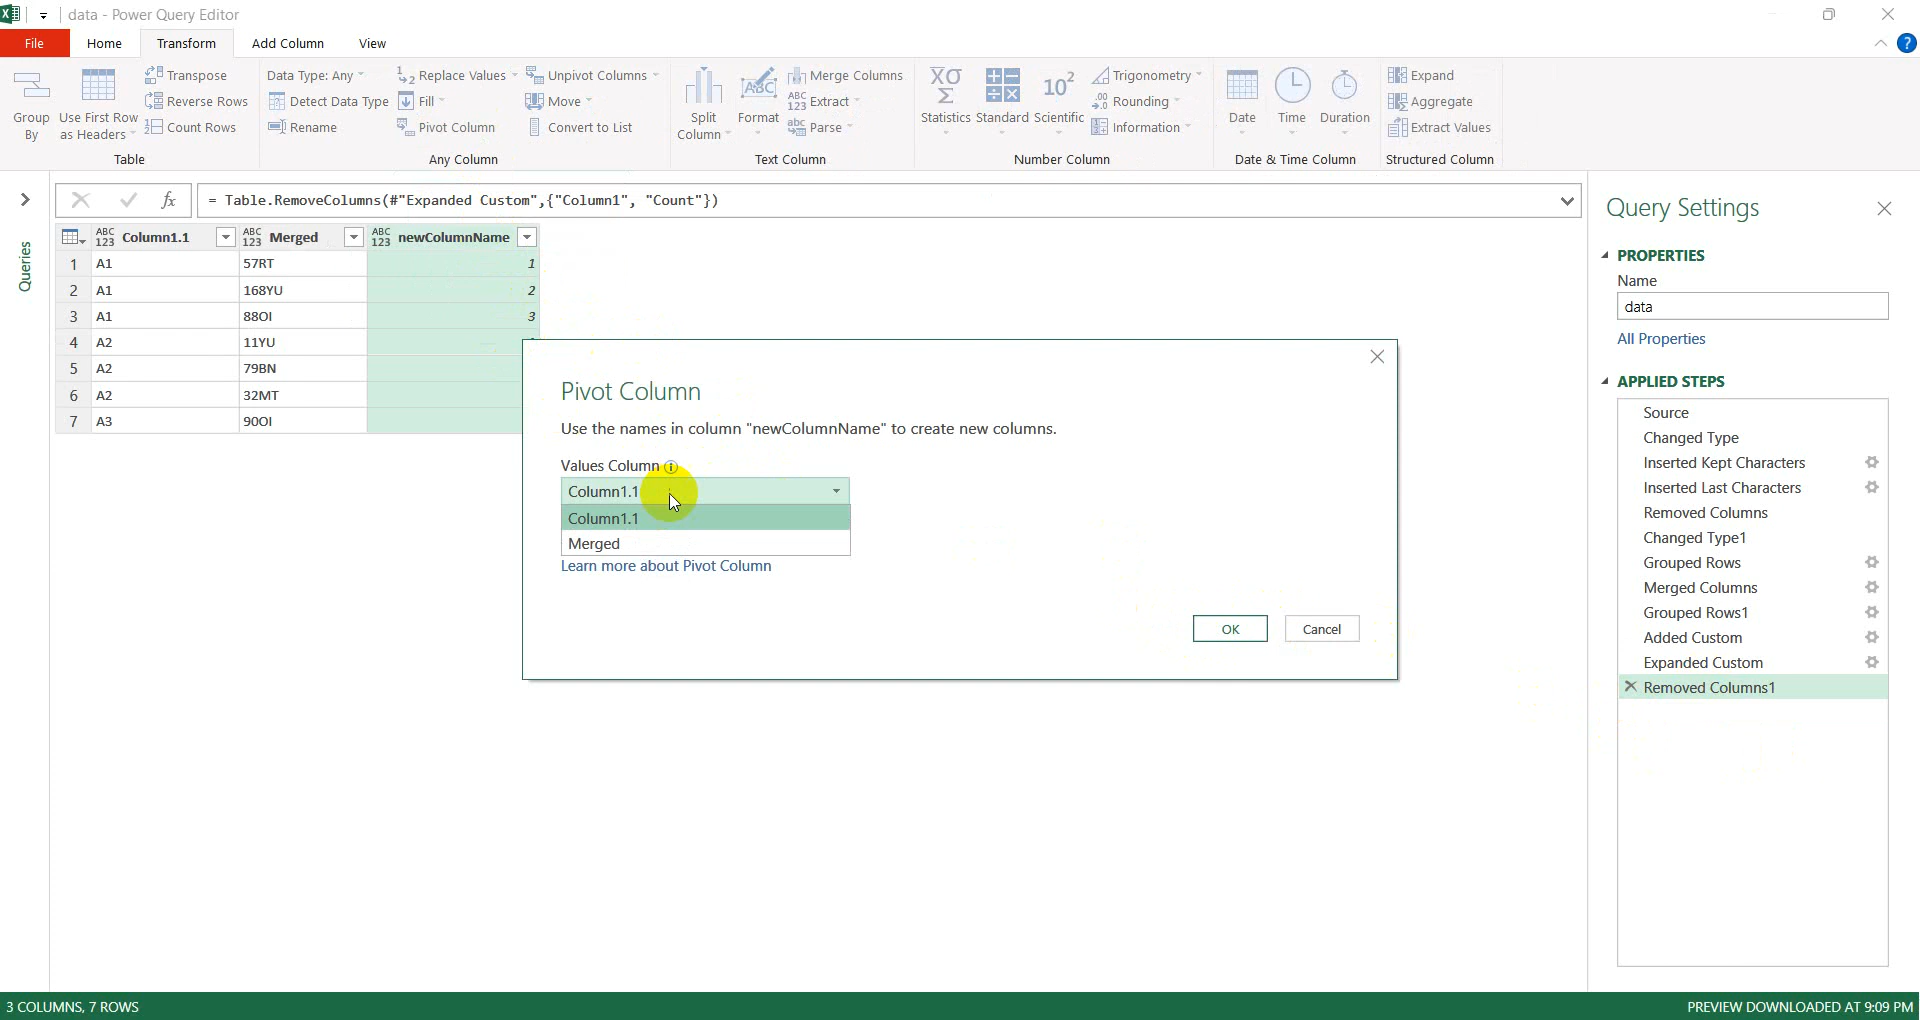 data - Power Query Editor
File Home Transform Add Column View
Group By
Use First Row as Headers
Transpose
Reverse Rows
Count Rows
Table
Data Type: Any
Detect Data Type
Rename
Replace Values
Fill
Pivot Column
Unpivot Columns
Move
Convert to List
Any Column
Split Column
Format
Merge Columns
Extract
Parse
Text Column
Statistics
Standard
Scientific
Trigonometry
Rounding
Information
Number Column
Date
Time
Duration
Date & Time Column
Expand
Aggregate
Extract Values
Structured Column
Queries
= Table.RemoveColumns(#"Expanded Custom",{"Column1", "Count"})
ABC 123 Column1.1 ABC 123 Merged ABC 123 newColumnName
1 A1 57RT 1
2 A1 168YU 2
3 A1 88OI 3
4 A2 11YU
5 A2 79BN
6 A2 32MT
7 A3 90OI
Pivot Column
Use the names in column "newColumnName" to create new columns.
Values Column
Column1.1
Column1.1
Merged
Learn more about Pivot Column
OK Cancel
Query Settings
PROPERTIES
Name
data
All Properties
APPLIED STEPS
Source
Changed Type
Inserted Kept Characters
Inserted Last Characters
Removed Columns
Changed Type1
Grouped Rows
Merged Columns
Grouped Rows1
Added Custom
Expanded Custom
Removed Columns1
3 COLUMNS, 7 ROWS
PREVIEW DOWNLOADED AT 9:09 PM